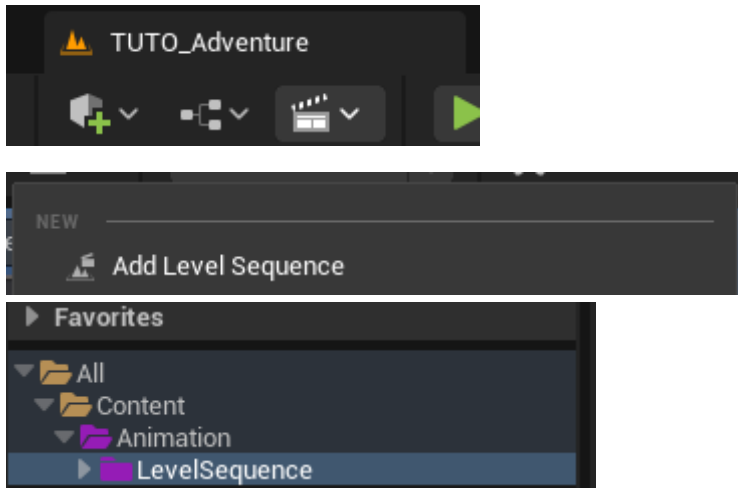 TUTO_Adventure
NEW
Add Level Sequence
Favorites
All
Content
Animation
LevelSequence